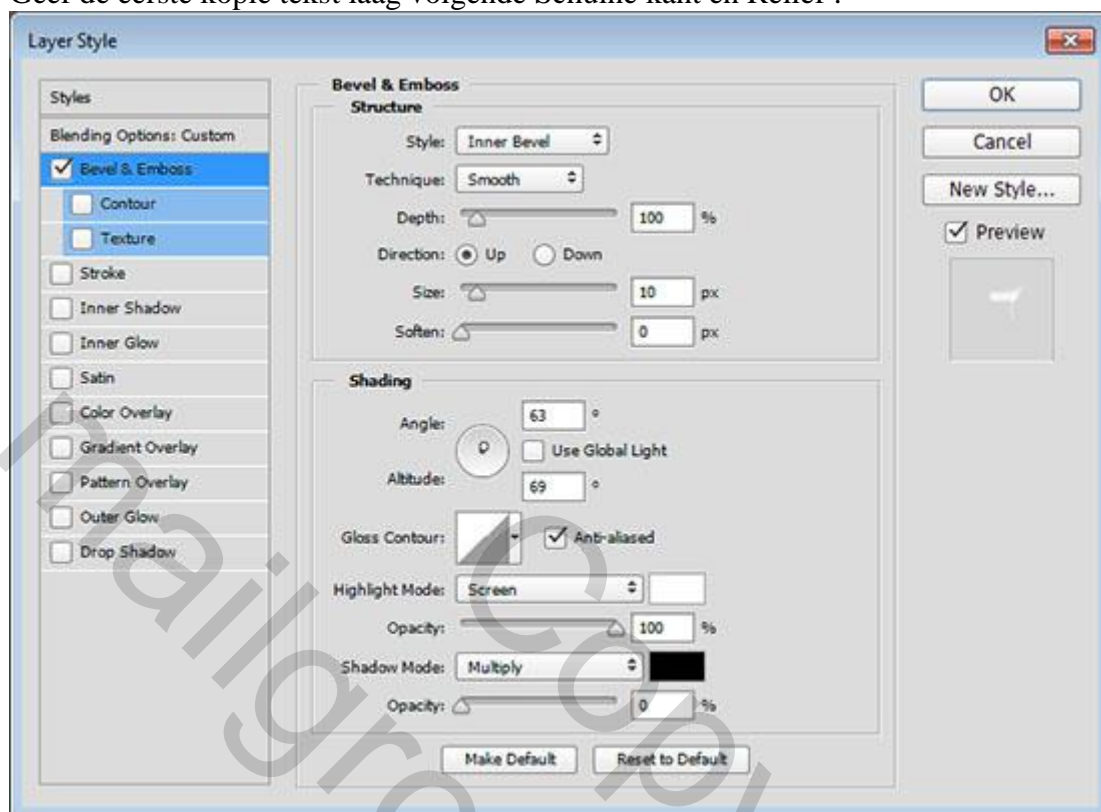 Geef de eerste kopie tekst laag volgende Schuine kant en Reliëf :
Layer Style
Styles
Blending Options: Custom
Bevel & Emboss
Contour
Texture
Stroke
Inner Shadow
Inner Glow
Satin
Color Overlay
Gradient Overlay
Pattern Overlay
Outer Glow
Drop Shadow
Bevel & Emboss
Structure
Style: Inner Bevel
Technique: Smooth
Depth: 100 %
Direction: Up Down
Size: 10 px
Soften: 0 px
Shading
Angle: 63 °
Use Global Light
Altitude: 69 °
Gloss Contour: Anti-aliased
Highlight Mode: Screen
Opacity: 100 %
Shadow Mode: Multiply
Opacity: 0 %
Make Default Reset to Default
OK
Cancel
New Style...
Preview